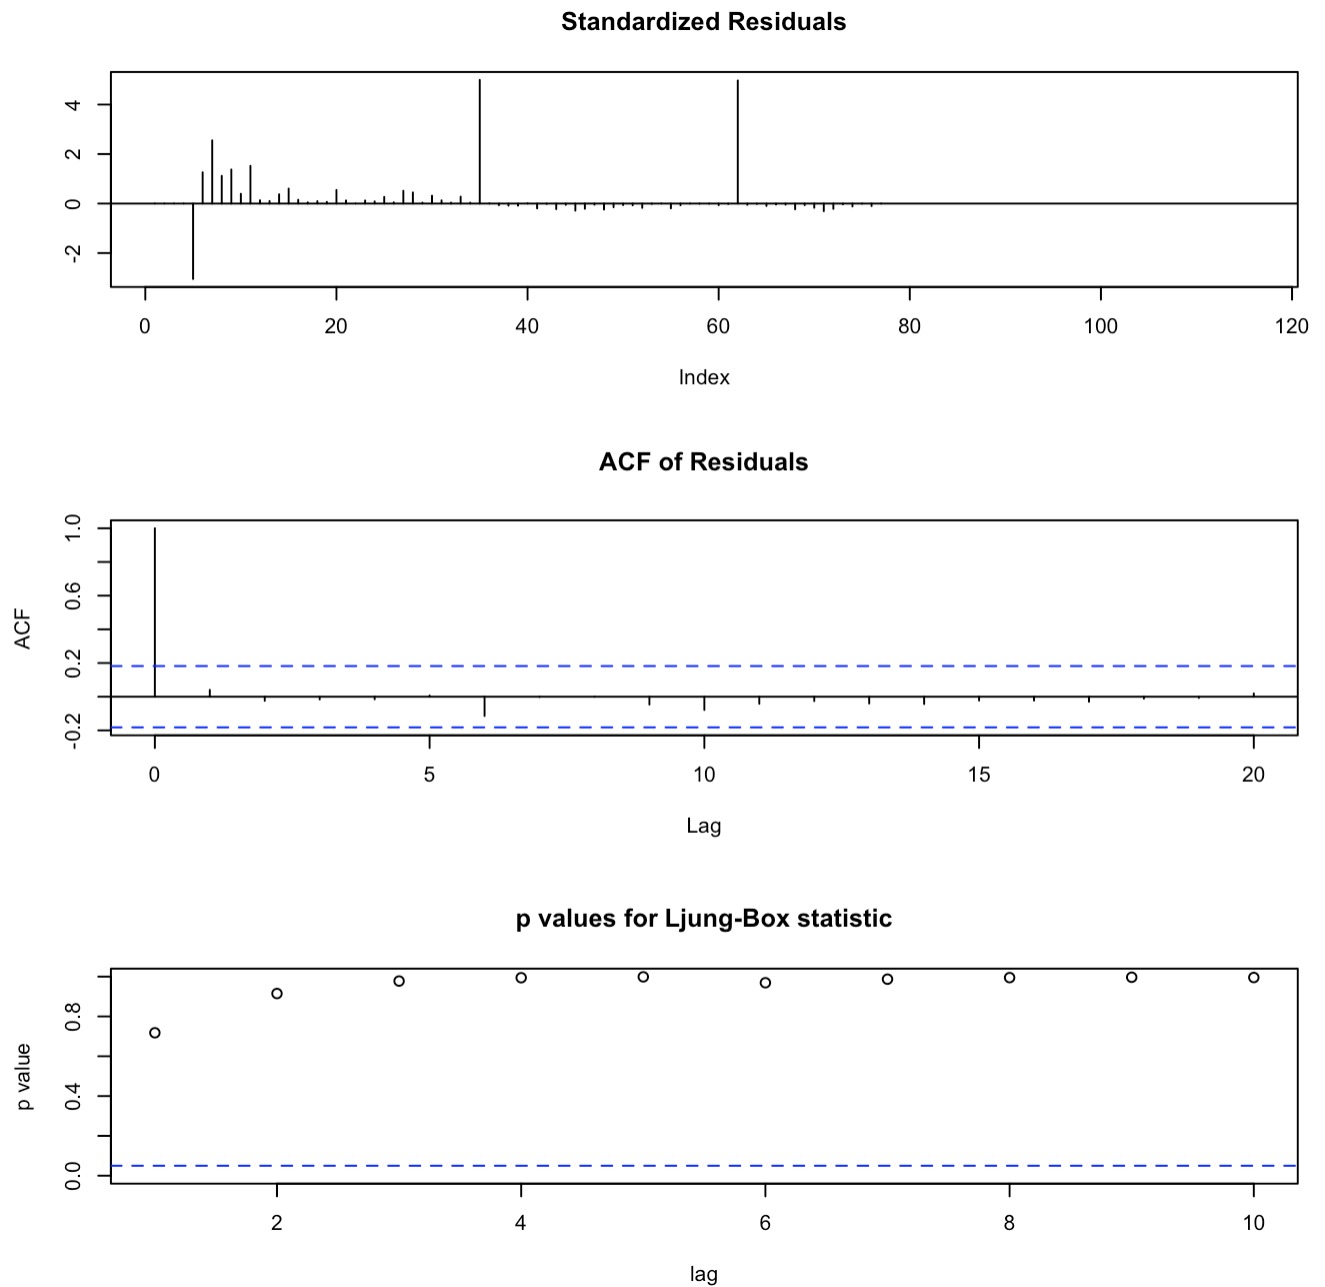 Standardized Residuals
4
2
0
-2
0 20 40 60 80 100 120
Index
ACF of Residuals
ACF
1.0
0.6
0.2
-0.2
0 5 10 15 20
Lag
p values for Ljung-Box statistic
p value
0.8
0.4
0.0
2 4 6 8 10
lag